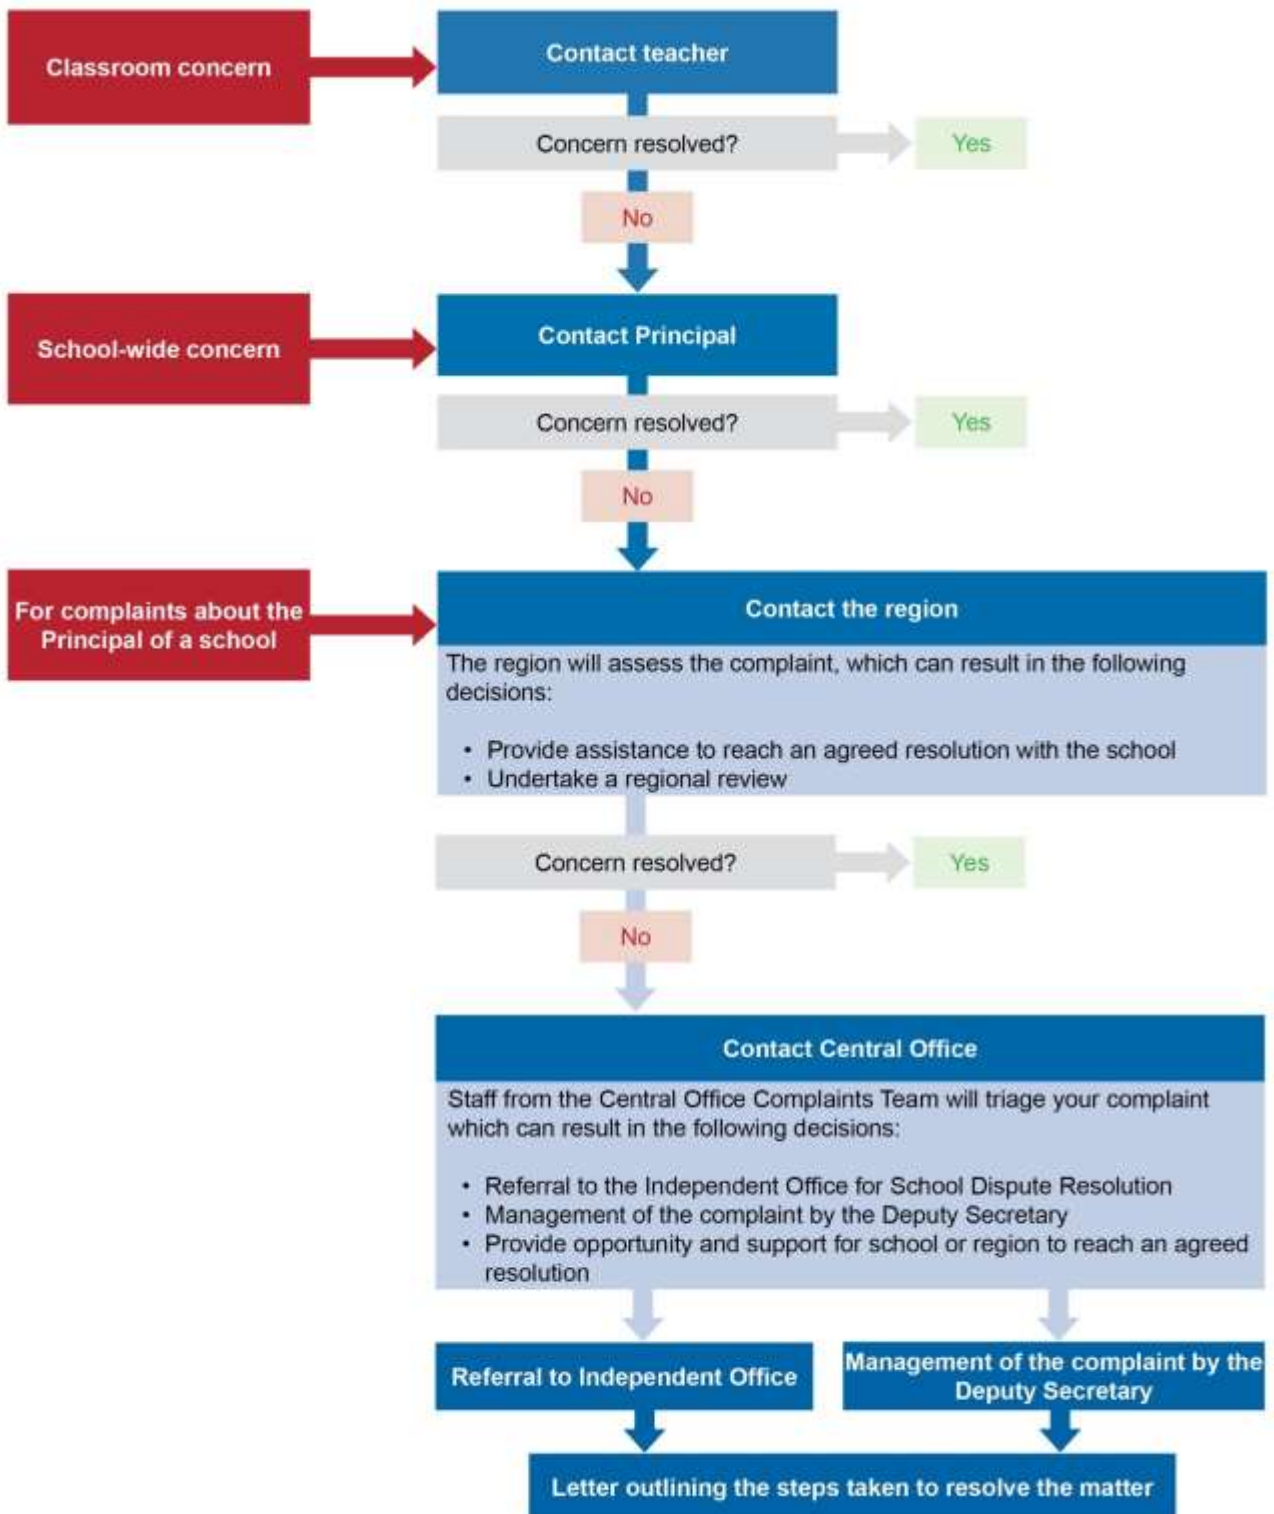 Classroom concern
Contact teacher
Concern resolved?
Yes
No
School-wide concern
Contact Principal
Concern resolved?
Yes
No
For complaints about the
Principal of a school
Contact the region
The region will assess the complaint, which can result in the following
decisions:
• Provide assistance to reach an agreed resolution with the school
• Undertake a regional review
Concern resolved?
Yes
No
Contact Central Office
Staff from the Central Office Complaints Team will triage your complaint
which can result in the following decisions:
• Referral to the Independent Office for School Dispute Resolution
• Management of the complaint by the Deputy Secretary
• Provide opportunity and support for school or region to reach an agreed
resolution
Referral to Independent Office
Management of the complaint by the
Deputy Secretary
Letter outlining the steps taken to resolve the matter